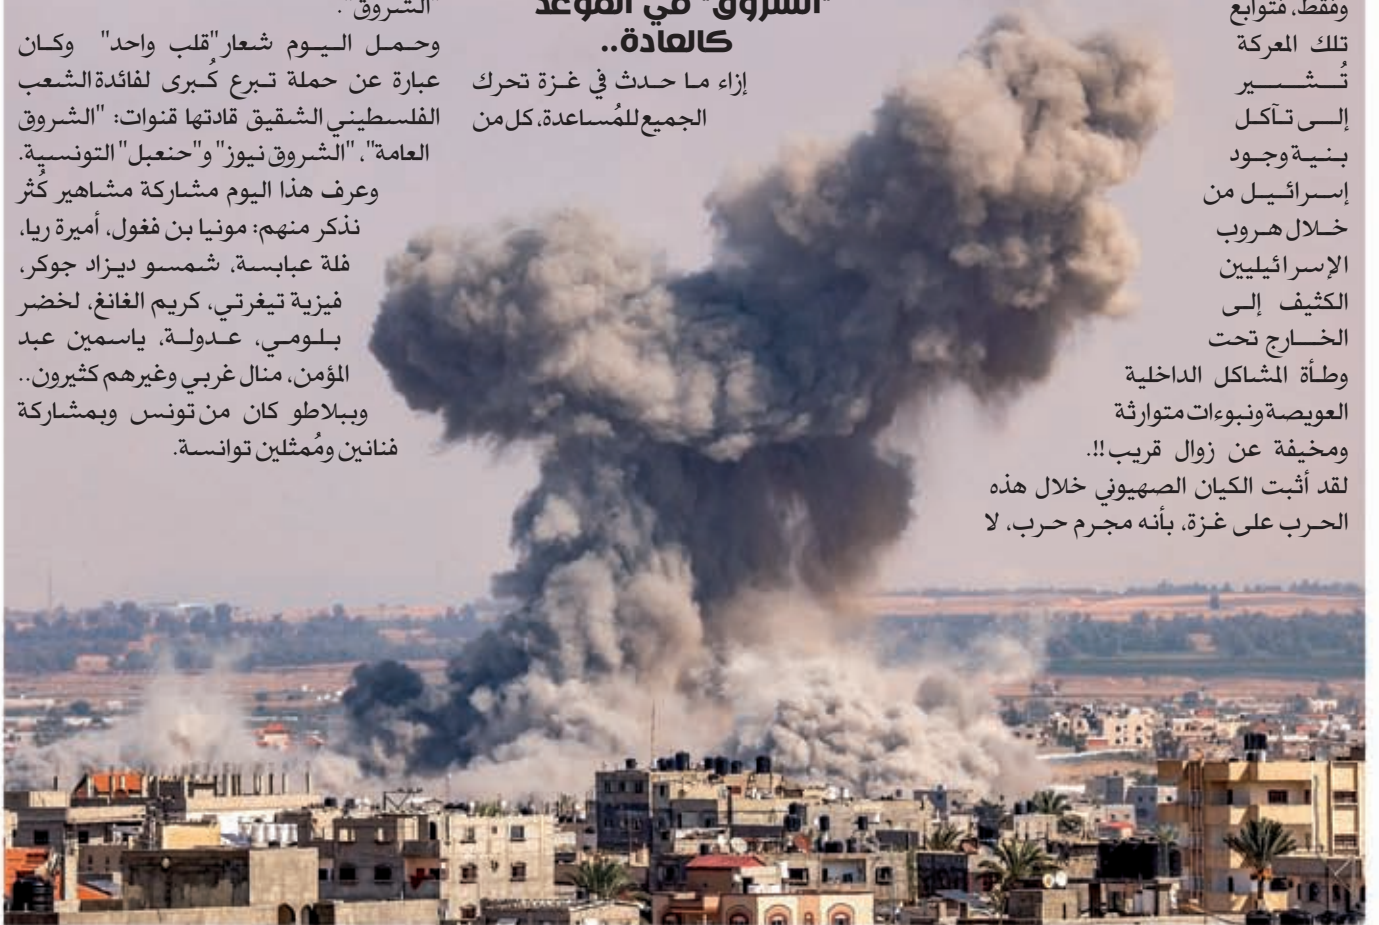 وفقط، فتوابع
تلك المعركة
تُشير
إلى تآكل
بنية وجود
إسرائيل من
خلال هروب
الإسرائيليين
الكثيف إلى
الخارج تحت
وطأة المشاكل الداخلية
العويصة ونبوءات متوارثة
ومخيفة عن زوال قريب!!.
لقد أثبت الكيان الصهيوني خلال هذه
الحرب على غزة، بأنه مجرم حرب، لا
"الشروق" في الموعد
كالعادة..
إزاء ما حدث في غزة تحرك
الجميع للمُساعدة، كل من
"الشروق".
وحمل اليوم شعار "قلب واحد" وكان
عبارة عن حملة تبرع كُبرى لفائدة الشعب
الفلسطيني الشقيق قادتها قنوات: "الشروق
العامة"، "الشروق نيوز" و"حنعبل" التونسية.
وعرف هذا اليوم مشاركة مشاهير كُثر
نذكر منهم: مونيا بن فغول، أميرة ريا،
فلة عبابسة، شمسو ديزاد جوكر،
فيزية تيغرتي، كريم الغانغ، لخضر
بلومي، عدولة، ياسمين عبد
المؤمن، منال غربي وغيرهم كثيرون..
وببلاطو كان من تونس وبمشاركة
فنانين ومُمثلين توانسة.